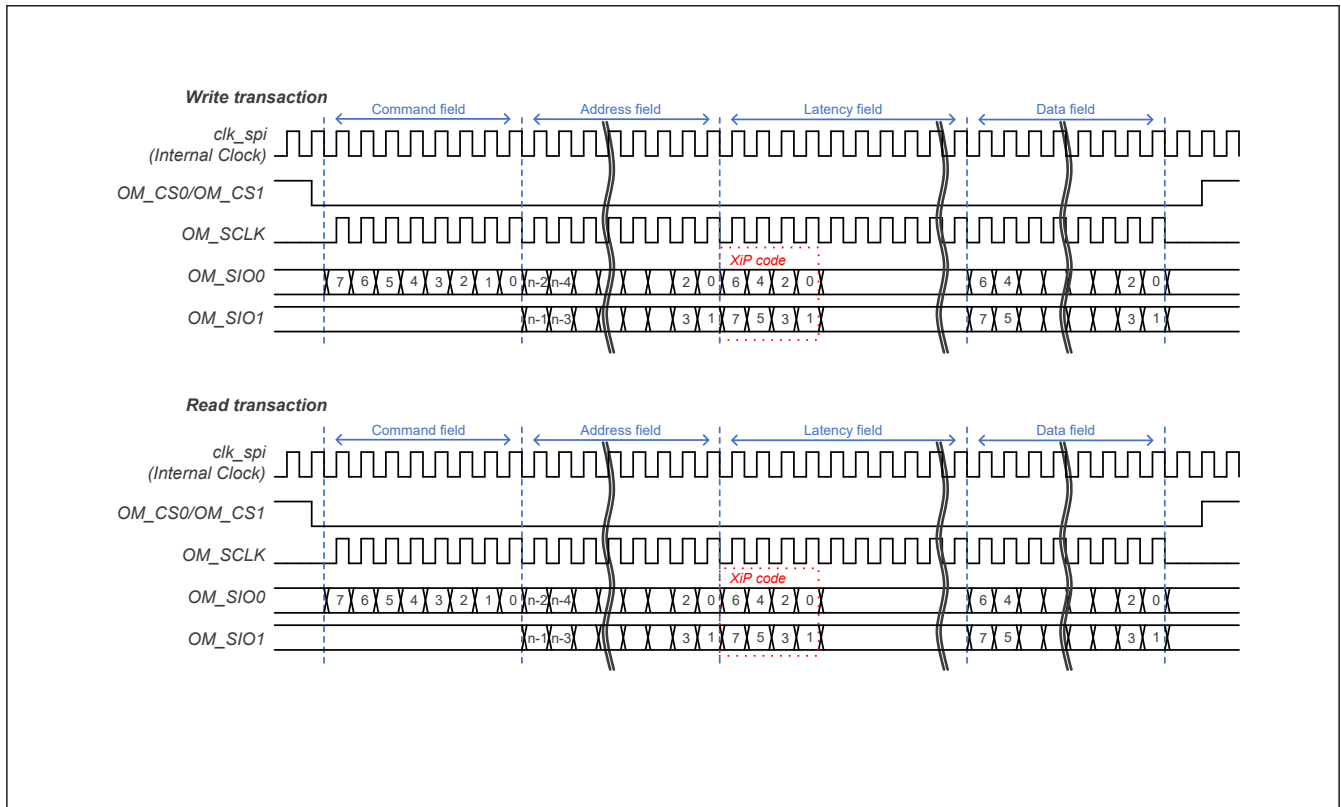 Write transaction
Command field Address field Latency field Data field
clk_spi
(Internal Clock)
OM_CS0/OM_CS1
OM_SCLK
XiP code
OM_SIO0 7 6 5 4 3 2 1 0 n-2 n-4 2 0 6 4 2 0 6 4 2 0
OM_SIO1 n-1 n-3 3 1 7 5 3 1 7 5 3 1
Read transaction
Command field Address field Latency field Data field
clk_spi
(Internal Clock)
OM_CS0/OM_CS1
OM_SCLK
XiP code
OM_SIO0 7 6 5 4 3 2 1 0 n-2 n-4 2 0 6 4 2 0 6 4 2 0
OM_SIO1 n-1 n-3 3 1 7 5 3 1 7 5 3 1